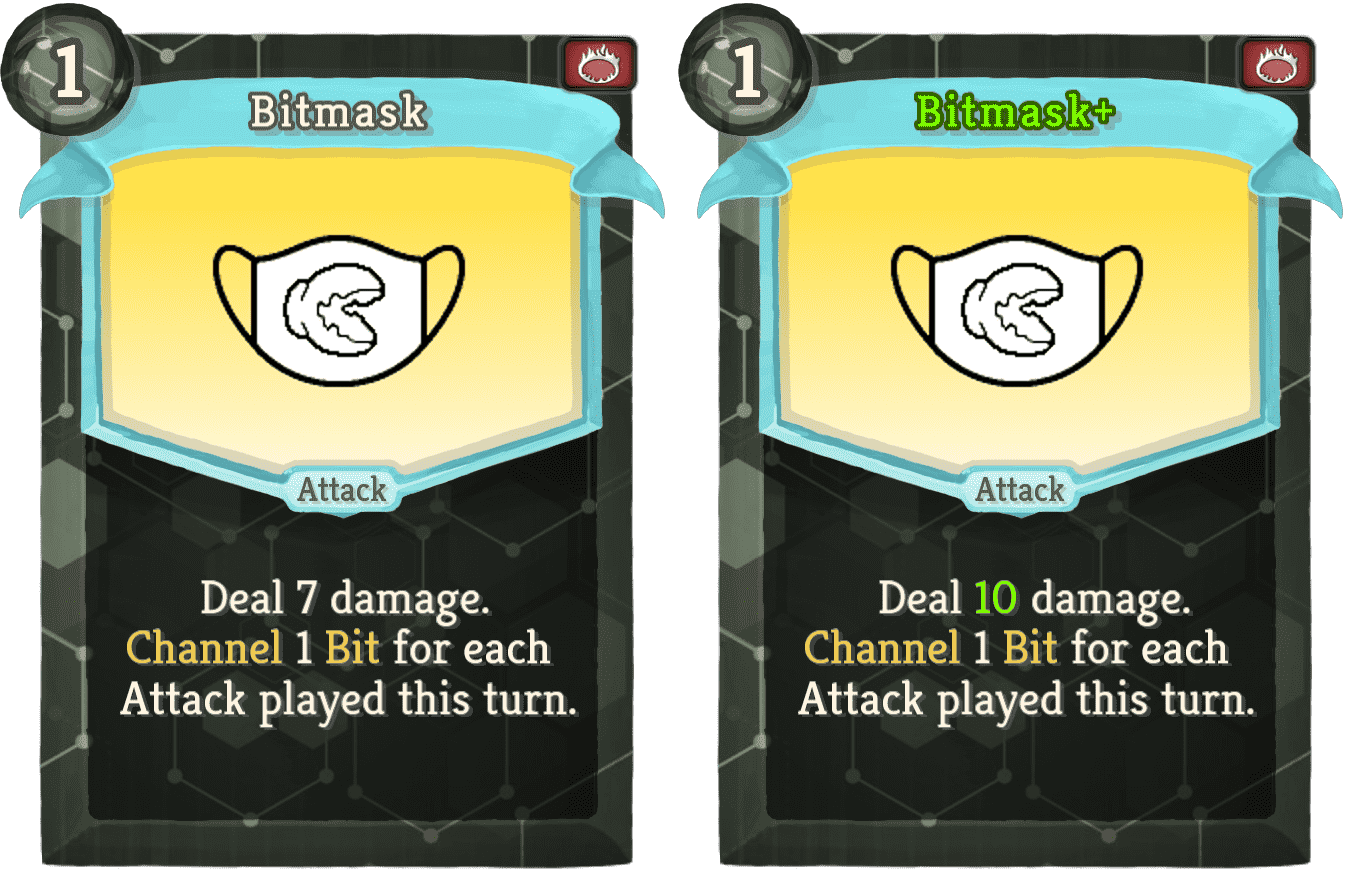 1
Bitmask
Attack
Deal 7 damage.
Channel 1 Bit for each
Attack played this turn.
1
Bitmask+
Attack
Deal 10 damage.
Channel 1 Bit for each
Attack played this turn.